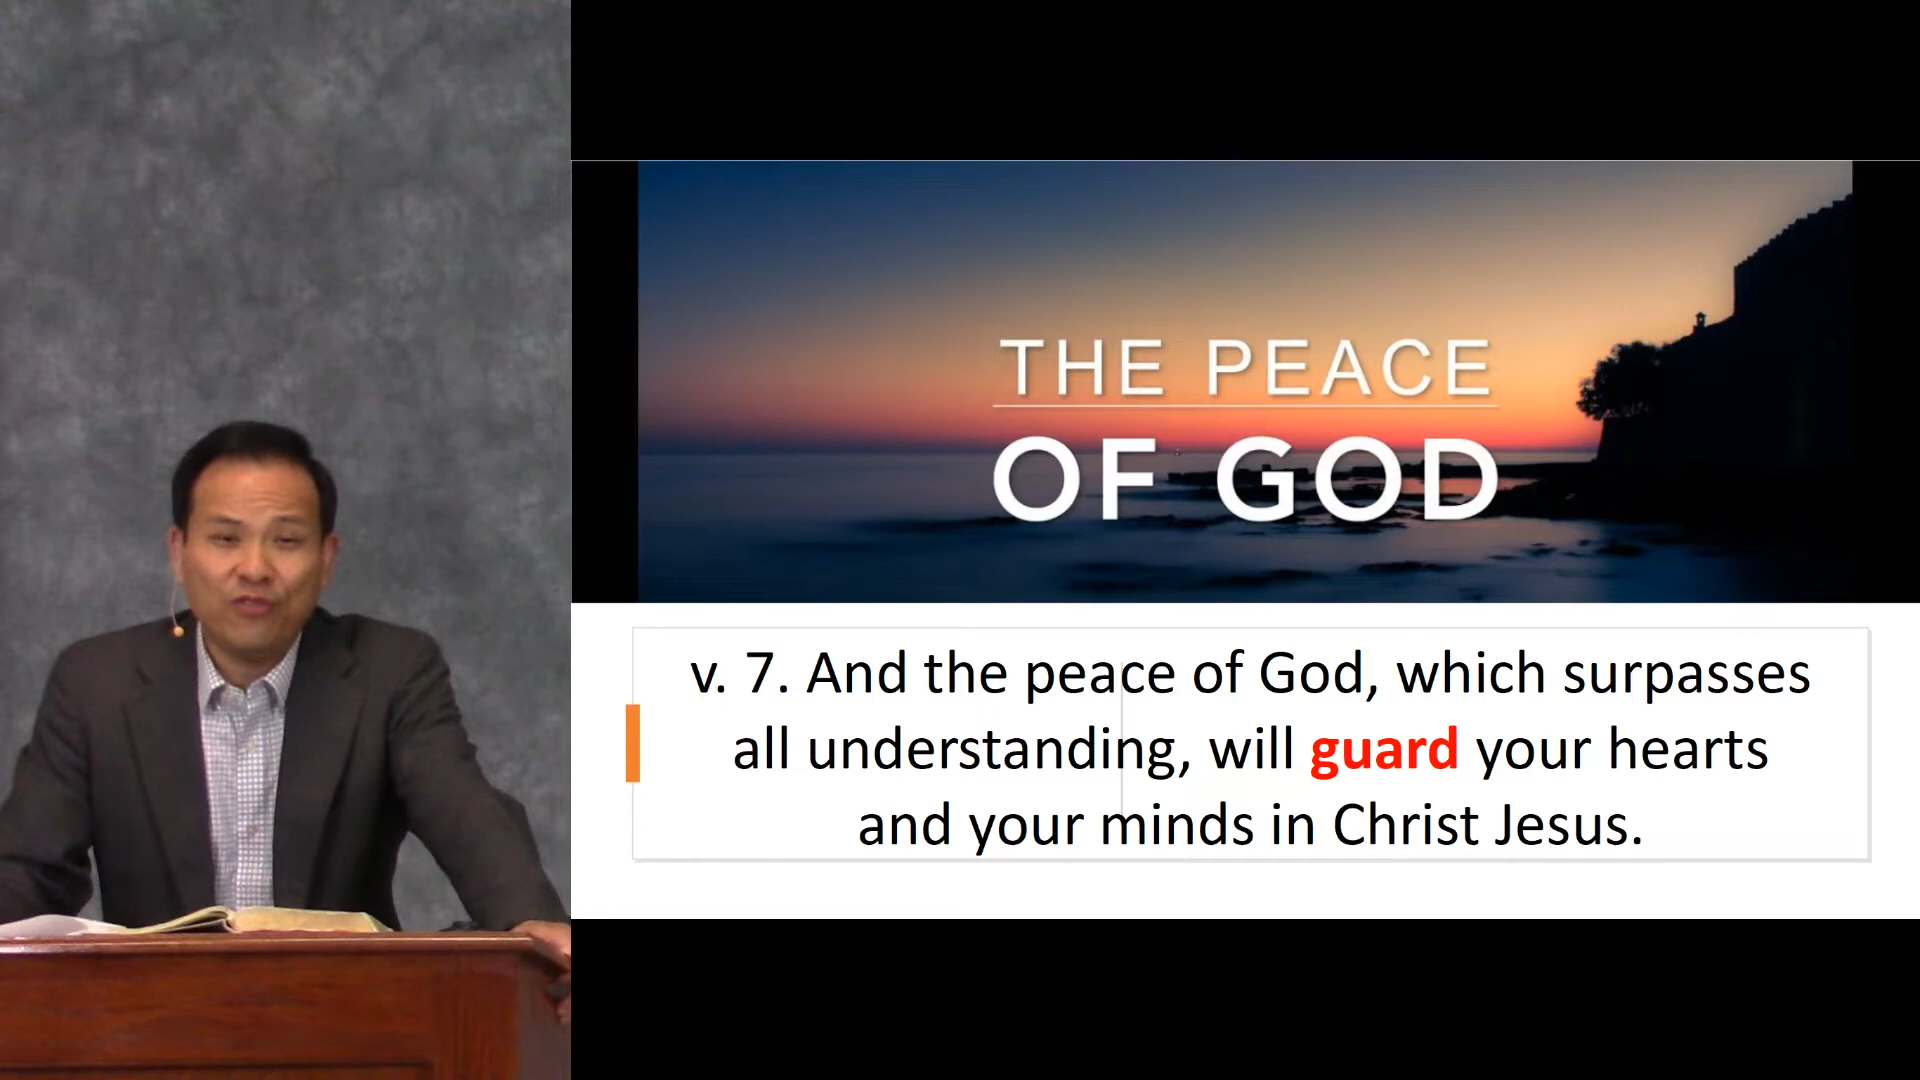 THE PEACE
OF GOD
v. 7. And the peace of God, which surpasses
all understanding, will guard your hearts
and your minds in Christ Jesus.